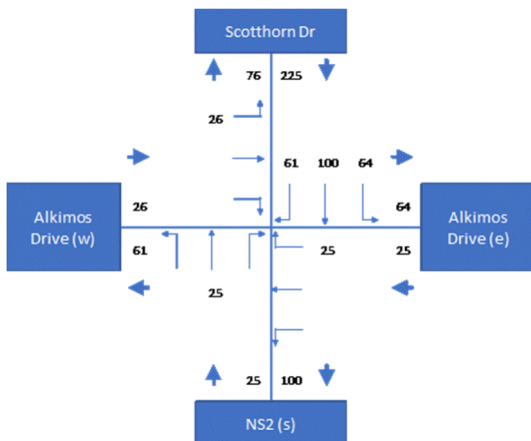 Scotthorn Dr
76 225
26
61 100 64
Alkimos
Drive (w)
26
61
64
25
Alkimos
Drive (e)
25
25
25 100
NS2 (s)